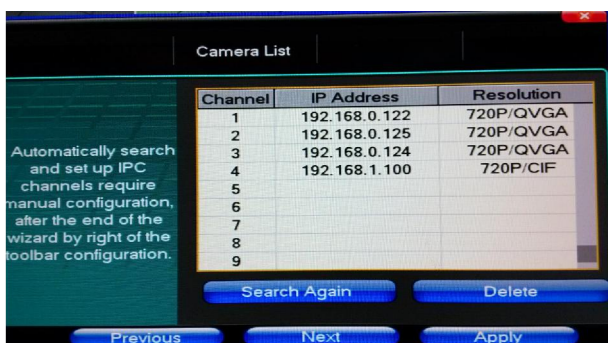 Camera List
Channel IP Address Resolution
1 192.168.0.122 720P/QVGA
2 192.168.0.125 720P/QVGA
3 192.168.0.124 720P/QVGA
4 192.168.1.100 720P/CIF
5
6
7
8
9
Automatically search
and set up IPC
channels require
manual configuration,
after the end of the
wizard by right of the
toolbar configuration.
Search Again Delete
Previous Next Apply